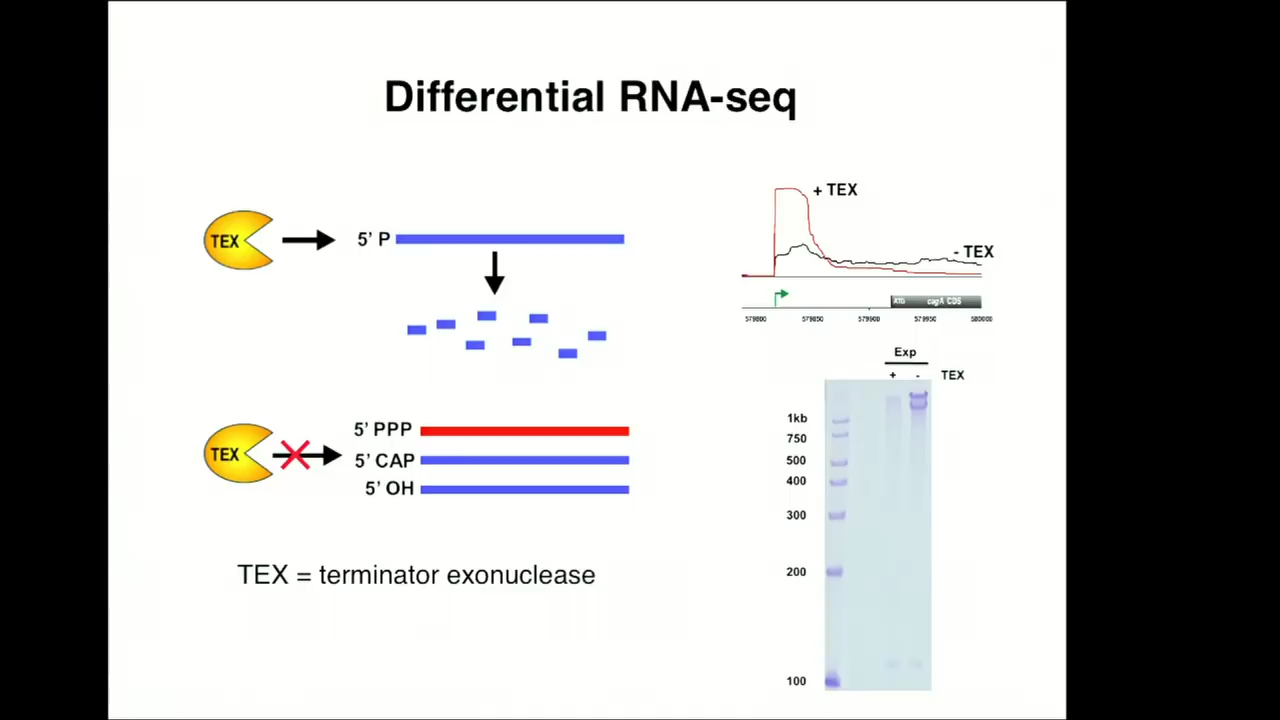 Differential RNA-seq
TEX
5' P
TEX
5' PPP
5' CAP
5' OH
TEX = terminator exonuclease
+ TEX
- TEX
ATG
cagA CDS
579800 579850 579900 579950 580000
Exp
+ - TEX
1kb
750
500
400
300
200
100